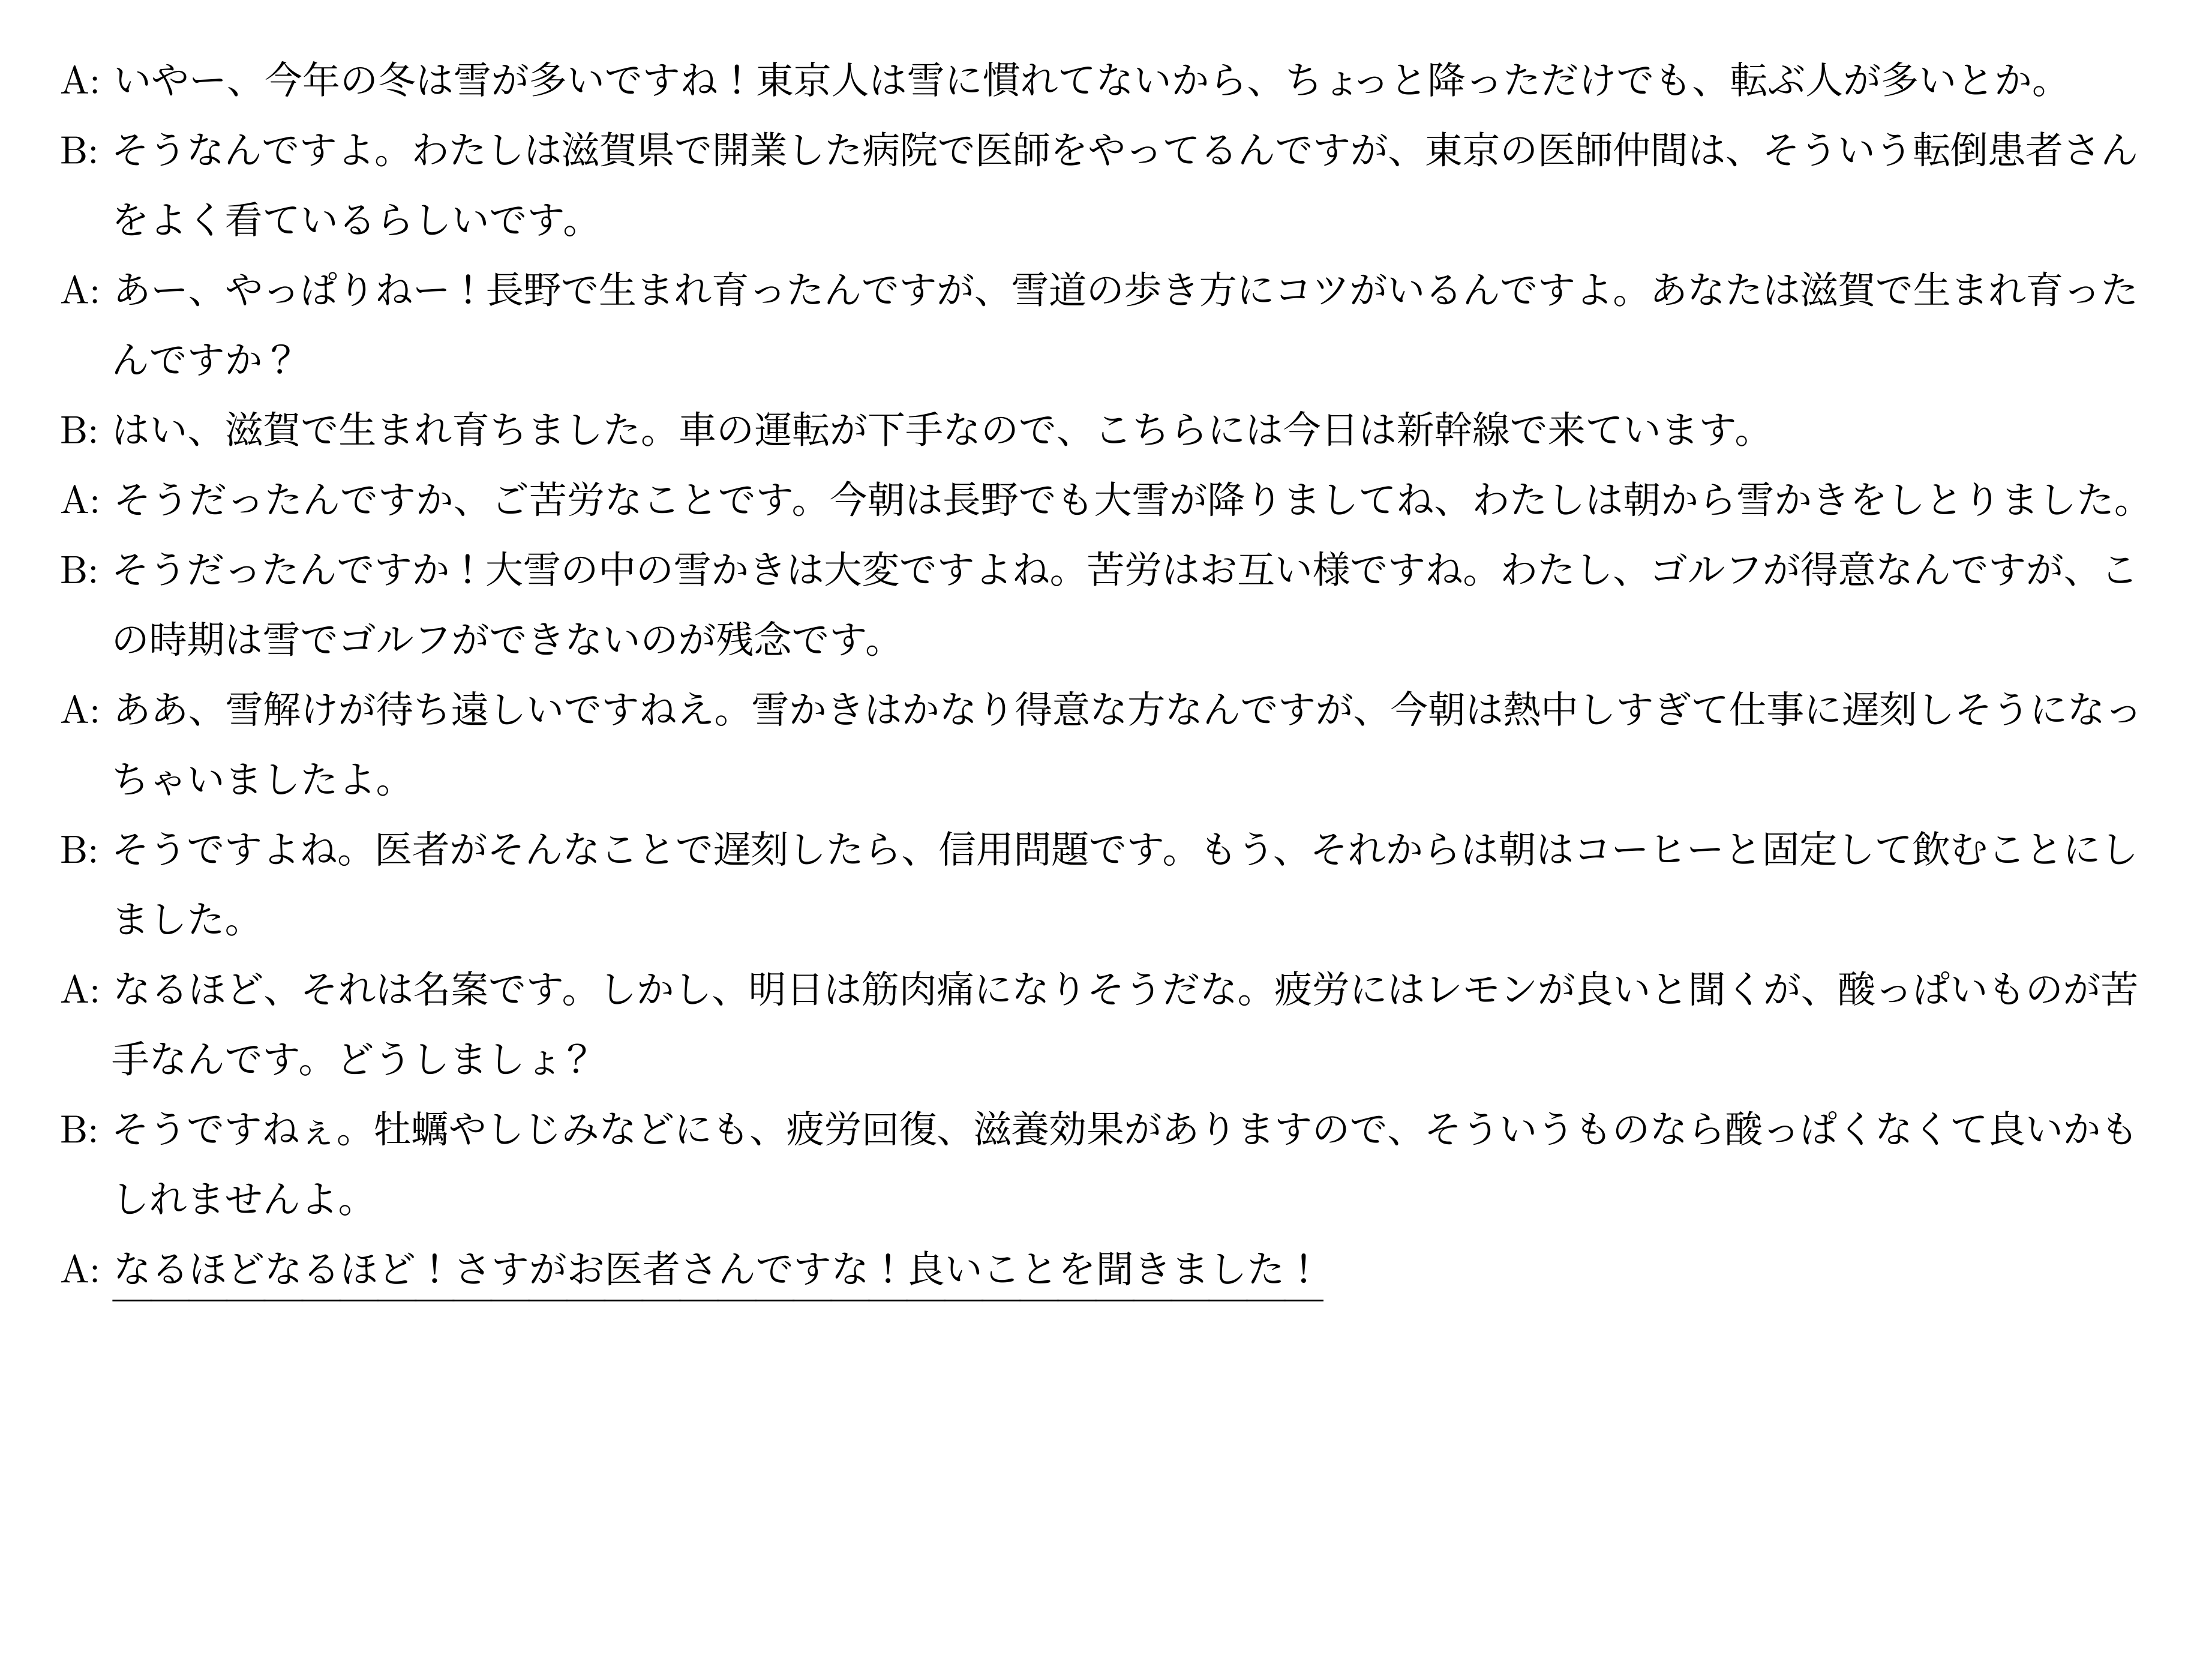 A: いやー、今年の冬は雪が多いですね！東京人は雪に慣れてないから、ちょっと降っただけでも、転ぶ人が多いとか。
B: そうなんですよ。わたしは滋賀県で開業した病院で医師をやってるんですが、東京の医師仲間は、そういう転倒患者さん
をよく看ているらしいです。
A: あー、やっぱりねー！長野で生まれ育ったんですが、雪道の歩き方にコツがいるんですよ。あなたは滋賀で生まれ育った
んですか？
B: はい、滋賀で生まれ育ちました。車の運転が下手なので、こちらには今日は新幹線で来ています。
A: そうだったんですか、ご苦労なことです。今朝は長野でも大雪が降りましてね、わたしは朝から雪かきをしとりました。
B: そうだったんですか！大雪の中の雪かきは大変ですよね。苦労はお互い様ですね。わたし、ゴルフが得意なんですが、こ
の時期は雪でゴルフができないのが残念です。
A: ああ、雪解けが待ち遠しいですねえ。雪かきはかなり得意な方なんですが、今朝は熱中しすぎて仕事に遅刻しそうになっ
ちゃいましたよ。
B: そうですよね。医者がそんなことで遅刻したら、信用問題です。もう、それからは朝はコーヒーと固定して飲むことにし
ました。
A: なるほど、それは名案です。しかし、明日は筋肉痛になりそうだな。疲労にはレモンが良いと聞くが、酸っぱいものが苦
手なんです。どうしましょ？
B: そうですねぇ。牡蠣やしじみなどにも、疲労回復、滋養効果がありますので、そういうものなら酸っぱくなくて良いかも
しれませんよ。
A: なるほどなるほど！さすがお医者さんですな！良いことを聞きました！